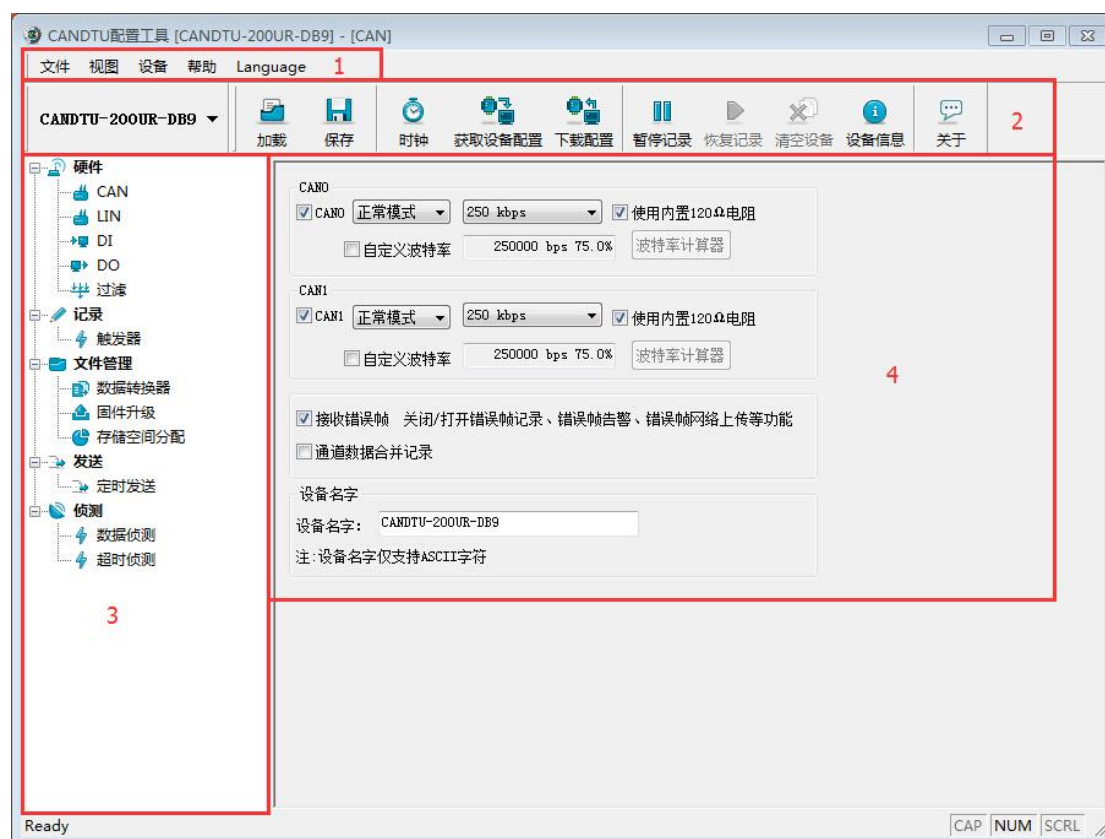 CANDTU配置工具 [CANDTU-200UR-DB9] - [CAN]
文件 视图 设备 帮助 Language 1
CANDTU-200UR-DB9 加载 保存 时钟 获取设备配置 下载配置 暂停记录 恢复记录 清空设备 设备信息 关于 2
硬件
CAN
LIN
DI
DO
过滤
记录
触发器
文件管理
数据转换器
固件升级
存储空间分配
发送
定时发送
侦测
数据侦测
超时侦测
3
CAN0
CAN0 正常模式 250 kbps 使用内置120Ω电阻
自定义波特率 250000 bps 75.0% 波特率计算器
CAN1
CAN1 正常模式 250 kbps 使用内置120Ω电阻
自定义波特率 250000 bps 75.0% 波特率计算器
4
接收错误帧 关闭/打开错误帧记录、错误帧告警、错误帧网络上传等功能
通道数据合并记录
设备名字
设备名字: CANDTU-200UR-DB9
注:设备名字仅支持ASCII字符
Ready CAP NUM SCRL